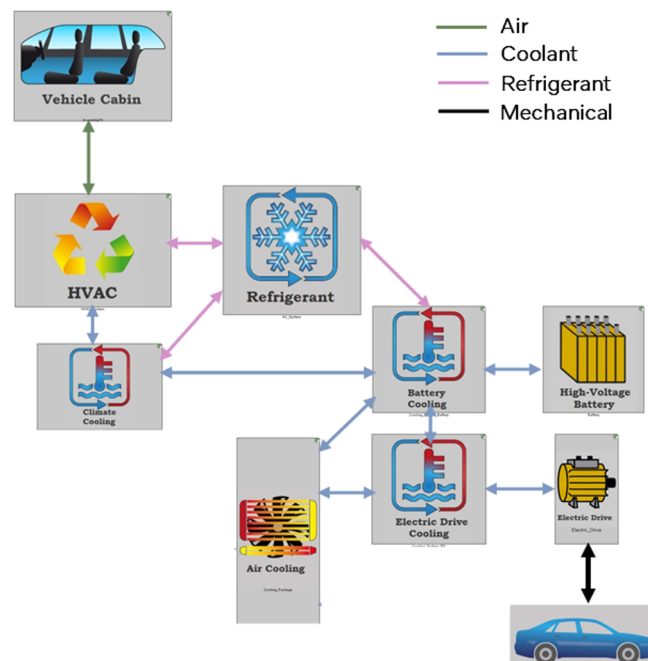 Air
Coolant
Refrigerant
Mechanical
Vehicle Cabin
HVAC
Refrigerant
AC_System
Climate
Cooling
Battery
Cooling
High-Voltage
Battery
Battery
Electric Drive
Cooling
Electric Drive
Electric_Drive
Air Cooling
Cooling_Package